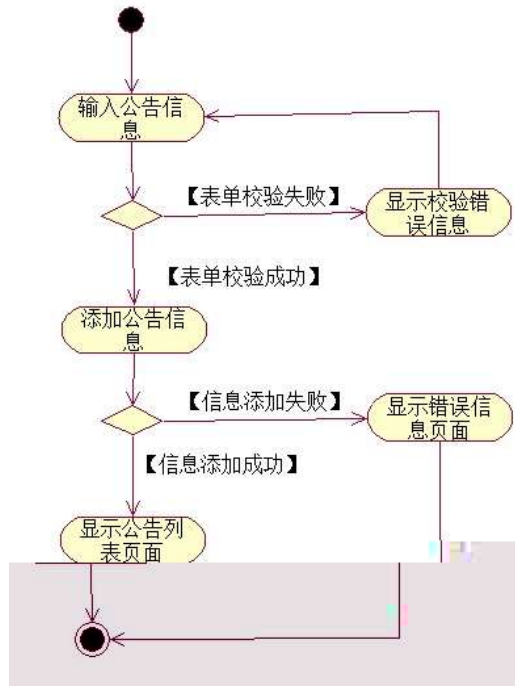 输入公告信
息
【表单校验失败】
显示校验错
误信息
【表单校验成功】
添加公告信
息
【信息添加失败】
显示错误信
息页面
【信息添加成功】
显示公告列
表页面